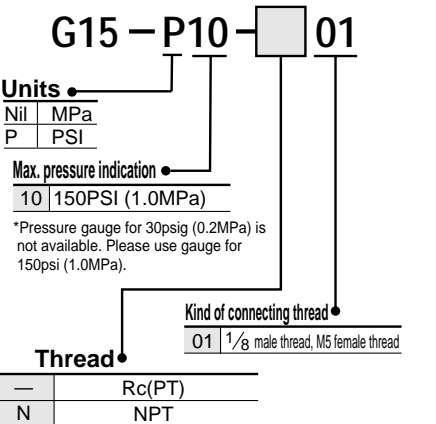 G15 – P10 – 01
Units
Nil MPa
P PSI
Max. pressure indication
10 150PSI (1.0MPa)
*Pressure gauge for 30psig (0.2MPa) is
not available. Please use gauge for
150psi (1.0MPa).
Kind of connecting thread
01 1/8 male thread, M5 female thread
Thread
— Rc(PT)
N NPT